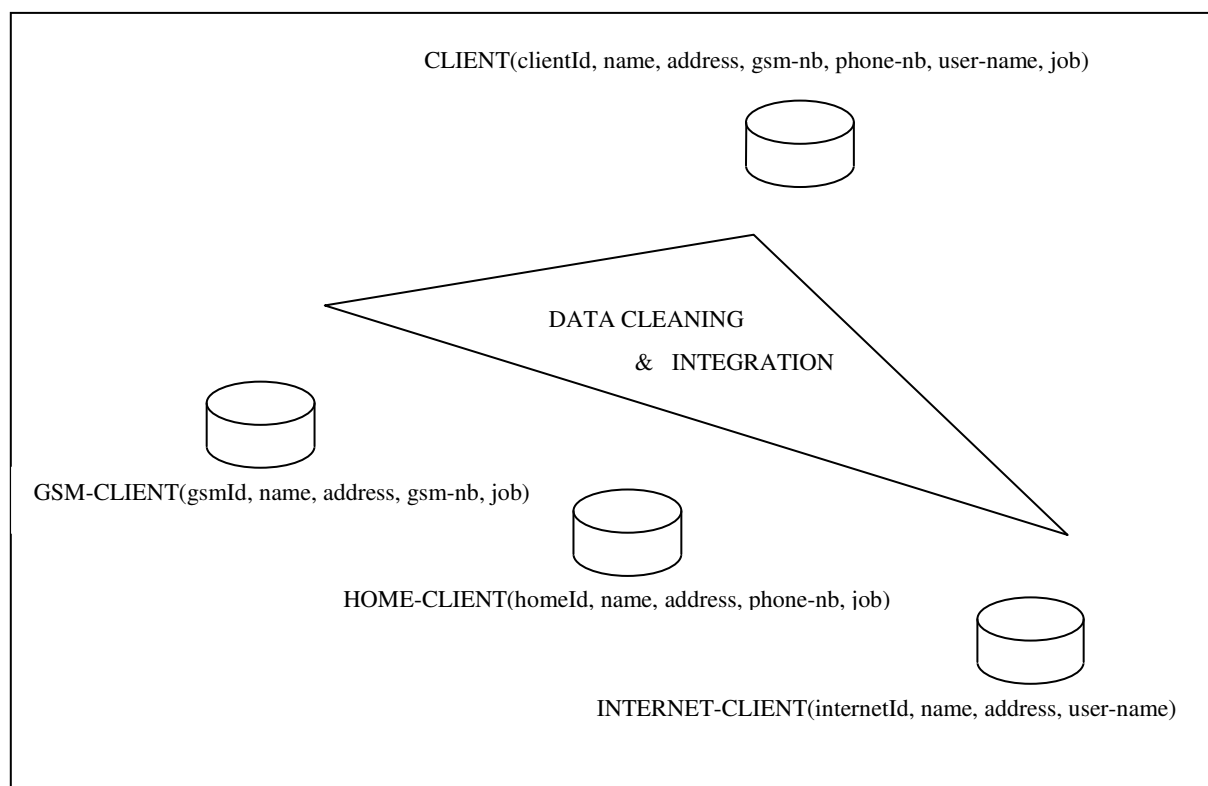 CLIENT(clientId, name, address, gsm-nb, phone-nb, user-name, job)
DATA CLEANING
& INTEGRATION
GSM-CLIENT(gsmId, name, address, gsm-nb, job)
HOME-CLIENT(homeId, name, address, phone-nb, job)
INTERNET-CLIENT(internetId, name, address, user-name)